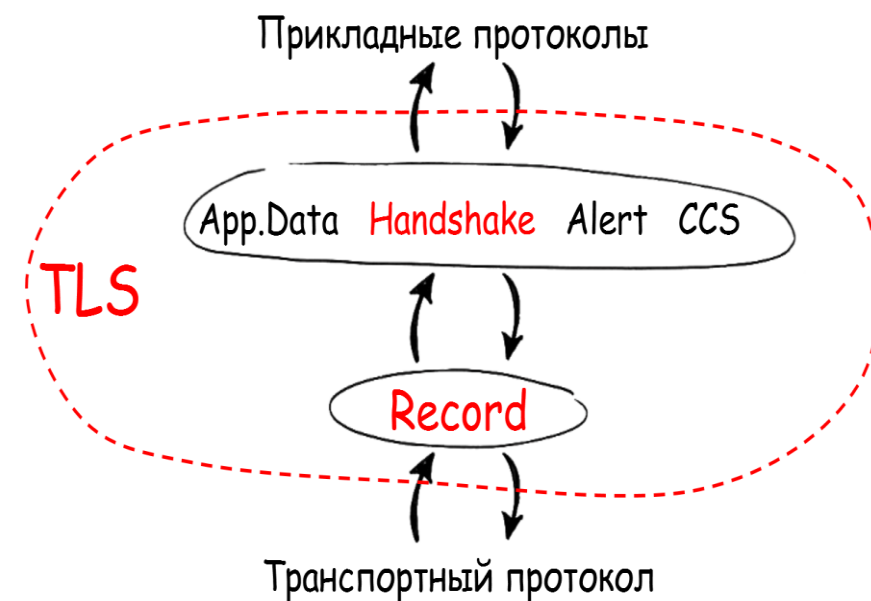 Прикладные протоколы
App.Data Handshake Alert CCS
TLS
Record
Транспортный протокол